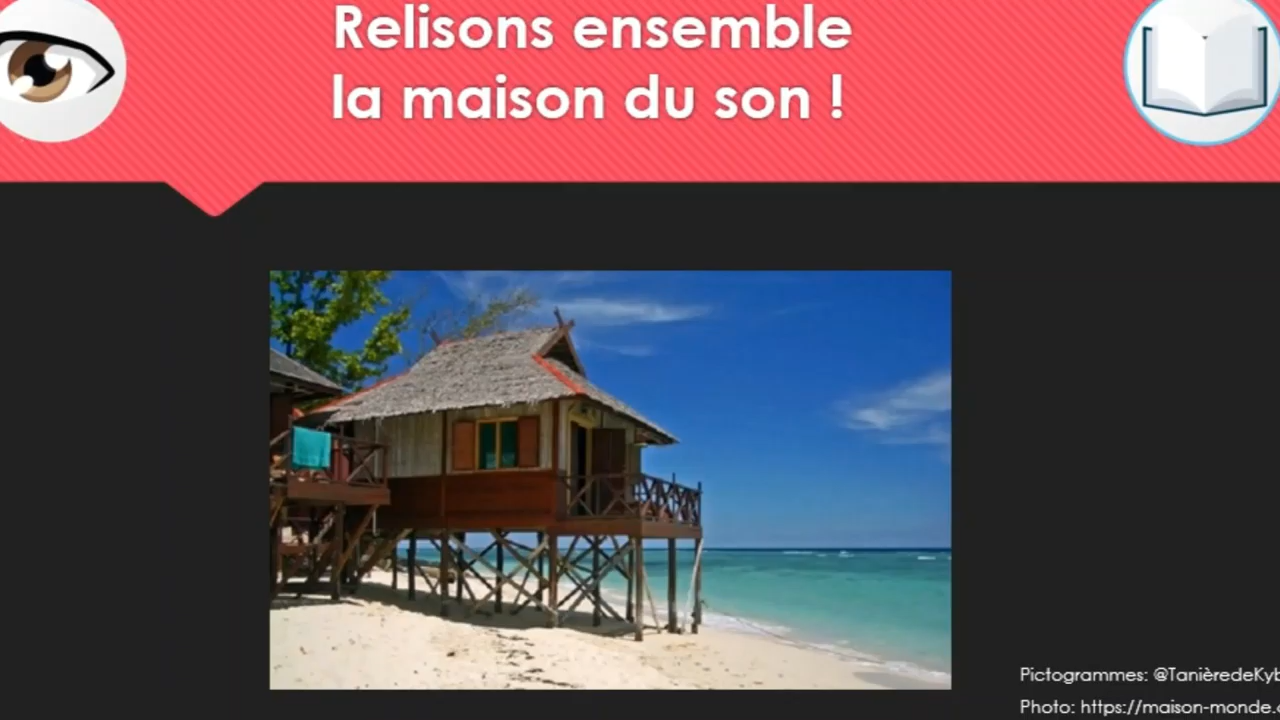 Relisons ensemble
la maison du son !
Pictogrammes: @TanièredeKyb
Photo: https://maison-monde.